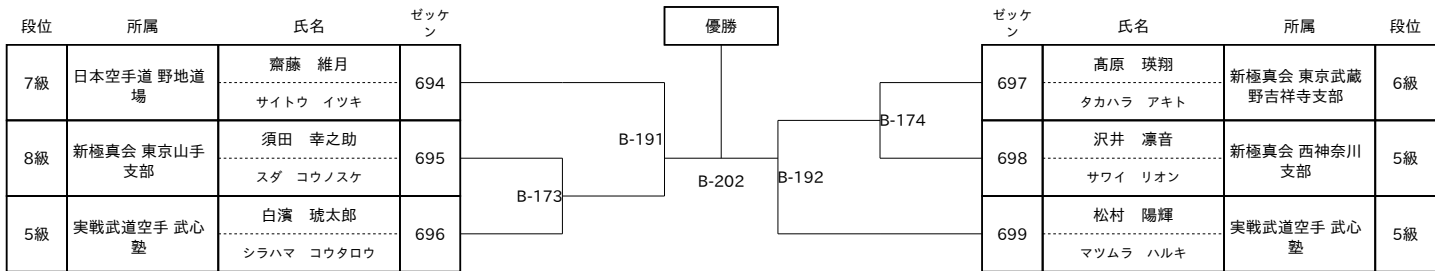 段位 所属 氏名 ゼッケン
7級 日本空手道 野地道場 齋藤 維月 サイトウ イツキ 694
8級 新極真会 東京山手支部 須田 幸之助 スダ コウノスケ 695
5級 実戦武道空手 武心塾 白濱 琥太郎 シラハマ コウタロウ 696
B-173
B-191
優勝
B-202
B-192
B-174
ゼッケン 氏名 所属 段位
697 髙原 瑛翔 タカハラ アキト 新極真会 東京武蔵野吉祥寺支部 6級
698 沢井 凛音 サワイ リオン 新極真会 西神奈川支部 5級
699 松村 陽輝 マツムラ ハルキ 実戦武道空手 武心塾 5級